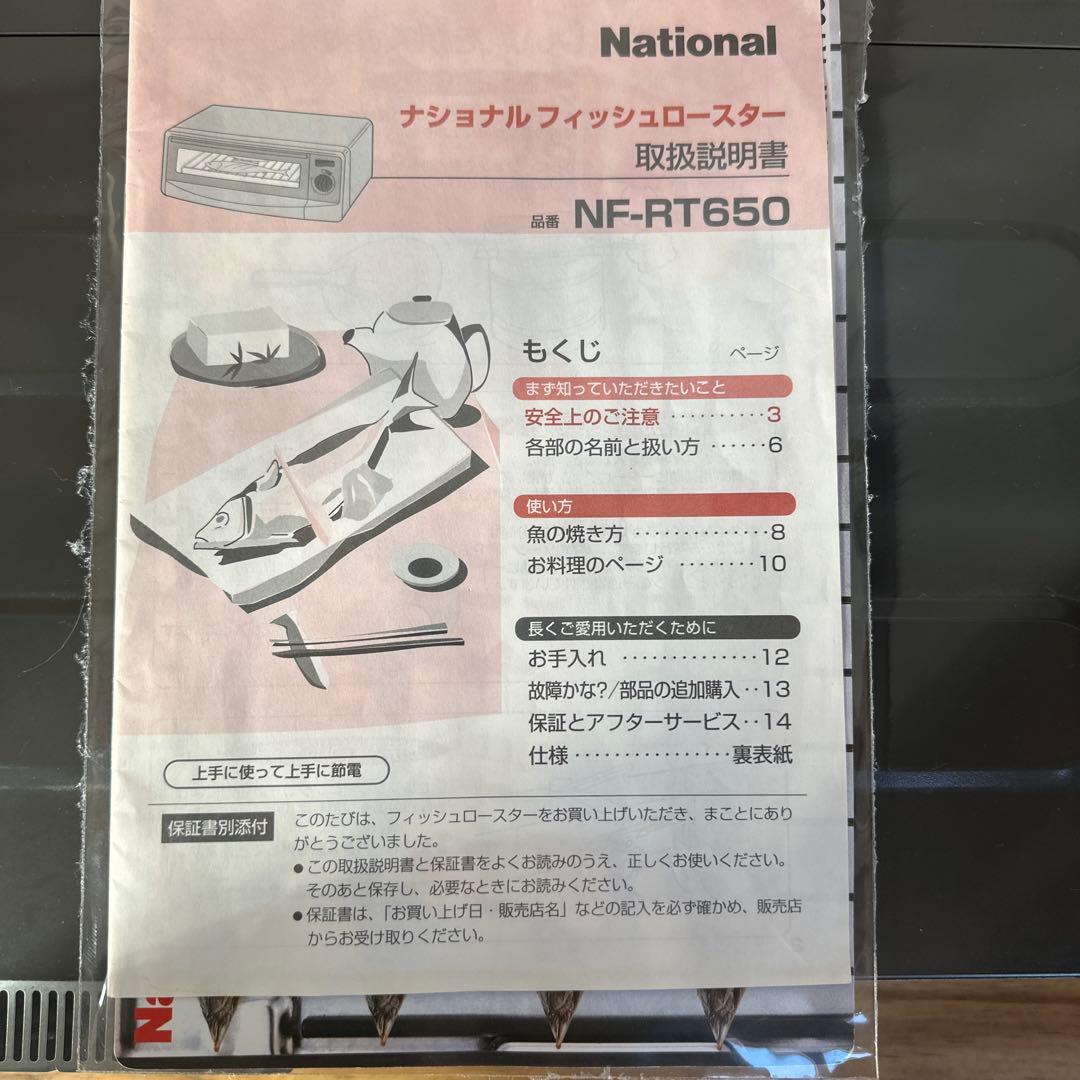 National
ナショナル フィッシュロースター
取扱説明書
品番 NF-RT650
もくじ ページ
まず知っていただきたいこと
安全上のご注意 ･･････････3
各部の名前と扱い方 ･･････6
使い方
魚の焼き方 ･･････････････8
お料理のページ ････････10
長くご愛用いただくために
お手入れ ･･････････････12
故障かな?/部品の追加購入･･13
保証とアフターサービス･･14
仕様････････････････裏表紙
上手に使って上手に節電
保証書別添付
このたびは、フィッシュロースターをお買い上げいただき、まことにあり
がとうございました。
●この取扱説明書と保証書をよくお読みのうえ、正しくお使いください。
そのあと保存し、必要なときにお読みください。
●保証書は、「お買い上げ日・販売店名」などの記入を必ず確かめ、販売店
からお受け取りください。
Na